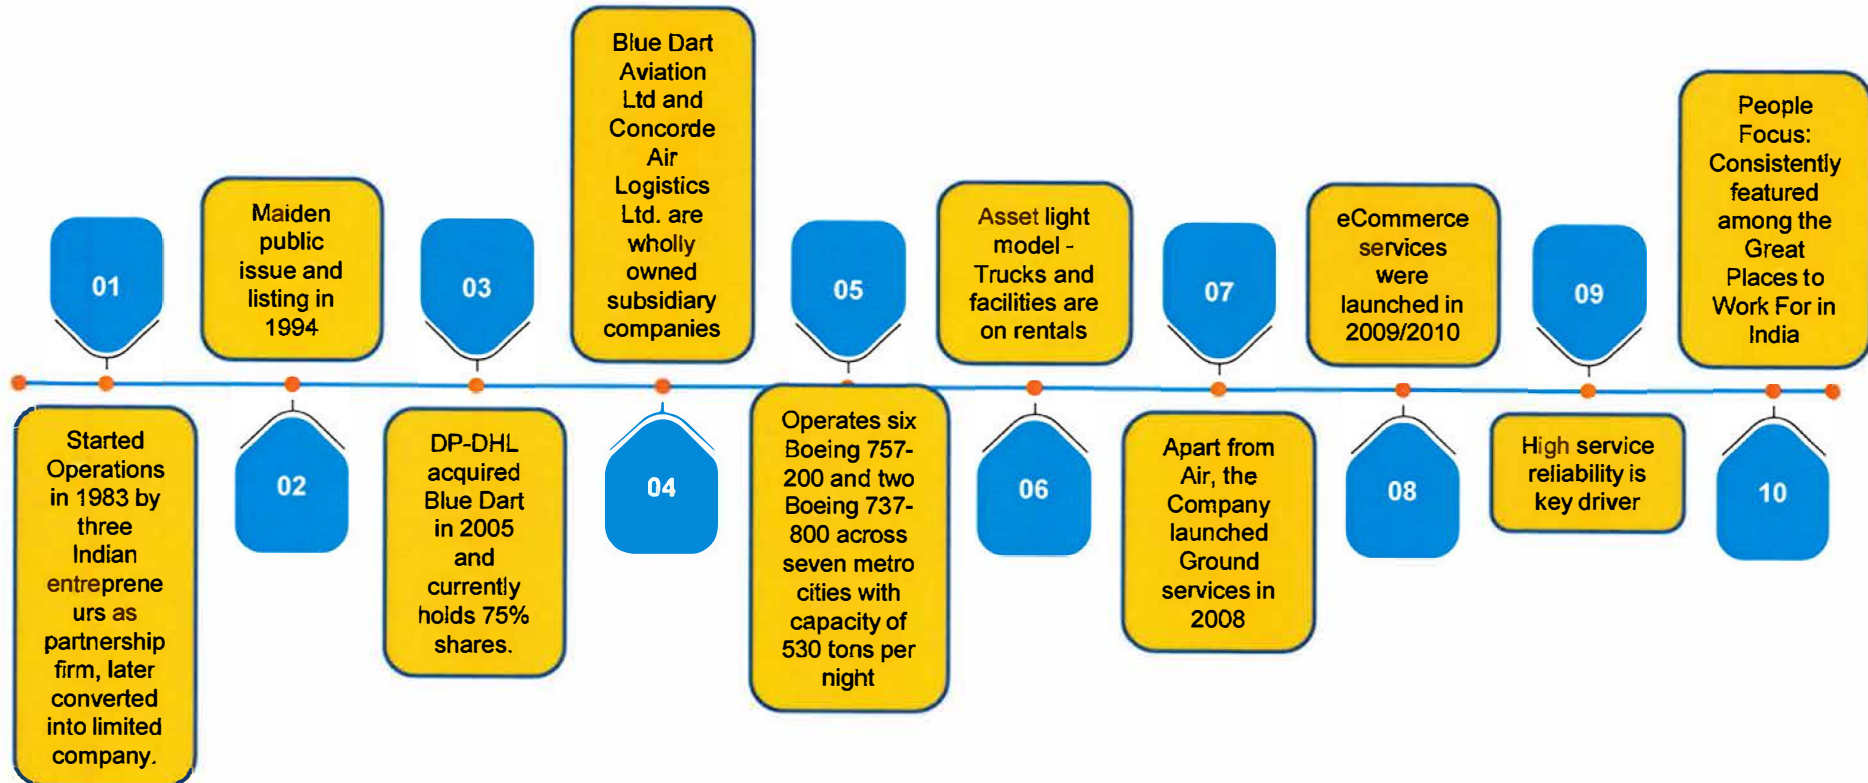 01
Started
Operations
in 1983 by
three
Indian
entreprene
urs as
partnership
firm, later
converted
into limited
company.
Maiden
public
issue and
listing in
1994
02
03
DP-DHL
acquired
Blue Dart
in 2005
and
currently
holds 75%
shares.
Blue Dart
Aviation
Ltd and
Concorde
Air
Logistics
Ltd. are
wholly
owned
subsidiary
companies
04
05
Operates six
Boeing 757-
200 and two
Boeing 737-
800 across
seven metro
cities with
capacity of
530 tons per
night
Asset light
model -
Trucks and
facilities are
on rentals
06
07
Apart from
Air, the
Company
launched
Ground
services in
2008
eCommerce
services
were
launched in
2009/2010
08
09
High service
reliability is
key driver
People
Focus:
Consistently
featured
among the
Great
Places to
Work For in
India
10